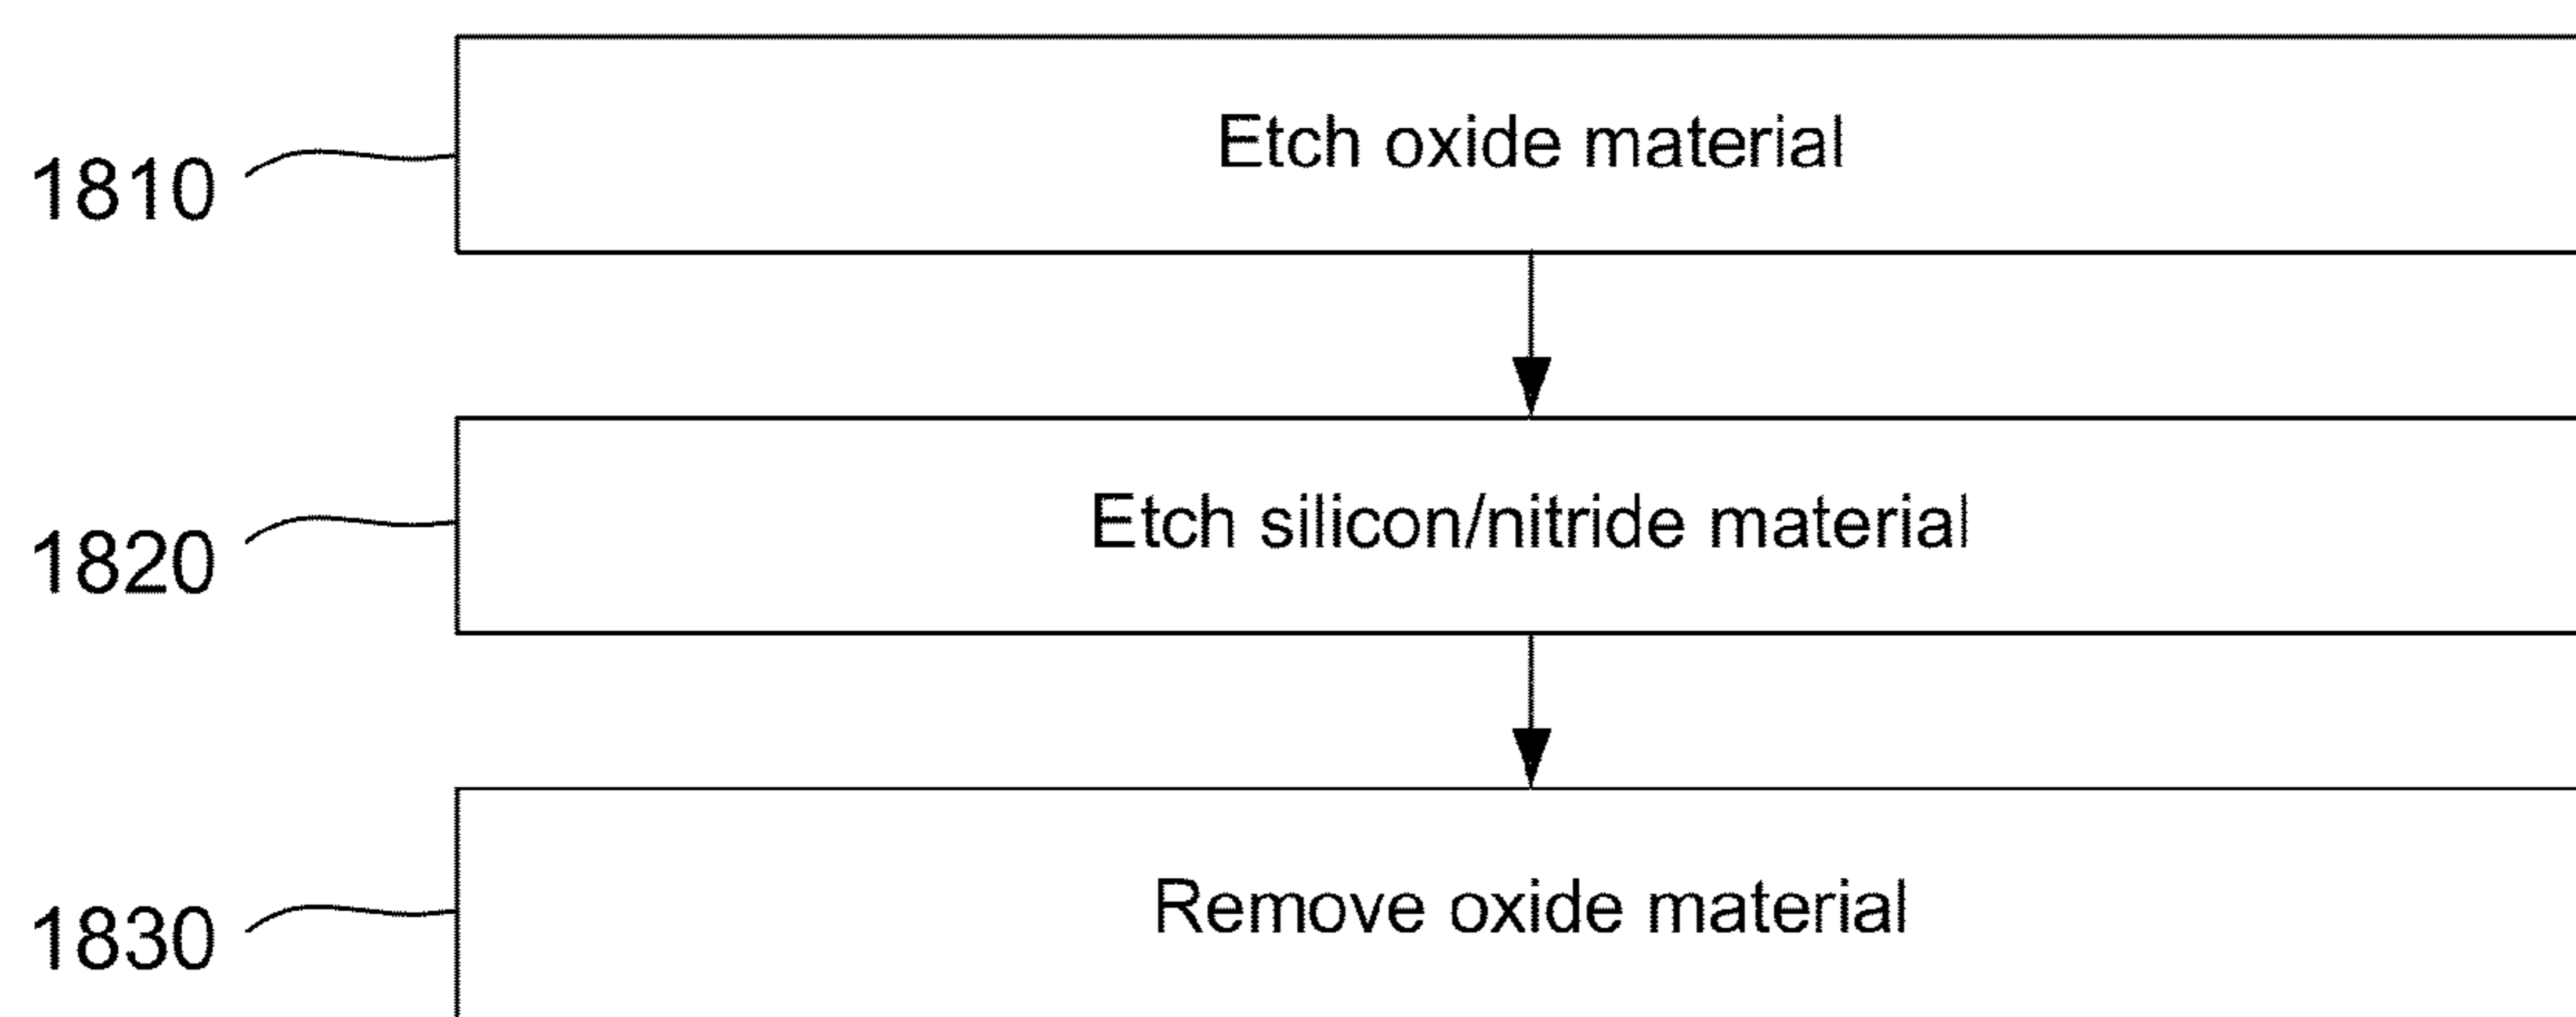 Etch oxide material
1810
Etch silicon/nitride material
1820
Remove oxide material
1830